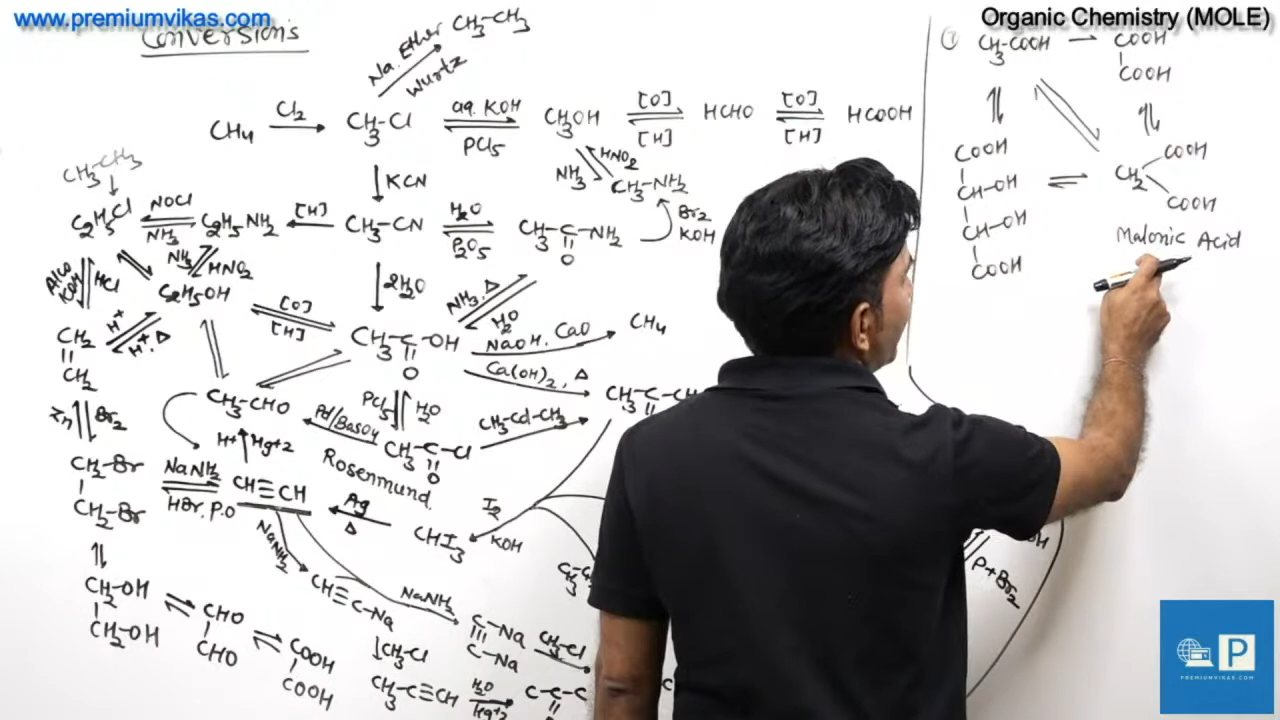 www.premiumvikas.com
Organic Chemistry (MOLE)
Conversions
Na, Ether CH3-CH3
Wurtz
CH4 Cl2 CH3-Cl aq. KOH CH3OH [O] HCHO [O] HCOOH
PCl5 [H] [H]
HNO2
NH3 CH3-NH2
KCN
Br2
KOH
CH3-CH3
C2H5Cl NOCl C2H5NH2 [H] CH3-CN H2O CH3-C-NH2
NH3 P2O5 O
NH3 HNO2
Alco KOH HCl C2H5OH [O] 2H2O NH3, Δ
[H] H2O
H+ H+, Δ
CH2 CH3-C-OH NaOH, CaO CH4
CH2 O Ca(OH)2, Δ
CH3-C-CH
CH3-CHO Pd/BaSO4 PCl5 H2O CH3-Cd-CH3
Zn Br2 H+ Hg+2 CH3-C-Cl
Rosenmund O
CH2-Br NaNH2 CH≡CH
CH2-Br HBr, P.O Ag CHI3 I2
Δ KOH
NaNH2
CH2-OH CHO COOH
CH2-OH CHO COOH
CH≡C-Na NaNH2 C-Na CH3-Cl
C-Na
CH3-Cl
CH3-C≡CH H2O C-C-C
Hg+2
P+Br2
CH3-COOH COOH
COOH
COOH COOH
CH-OH CH2
CH-OH COOH
COOH
Malonic Acid
P
PREMIUMVIKAS.COM